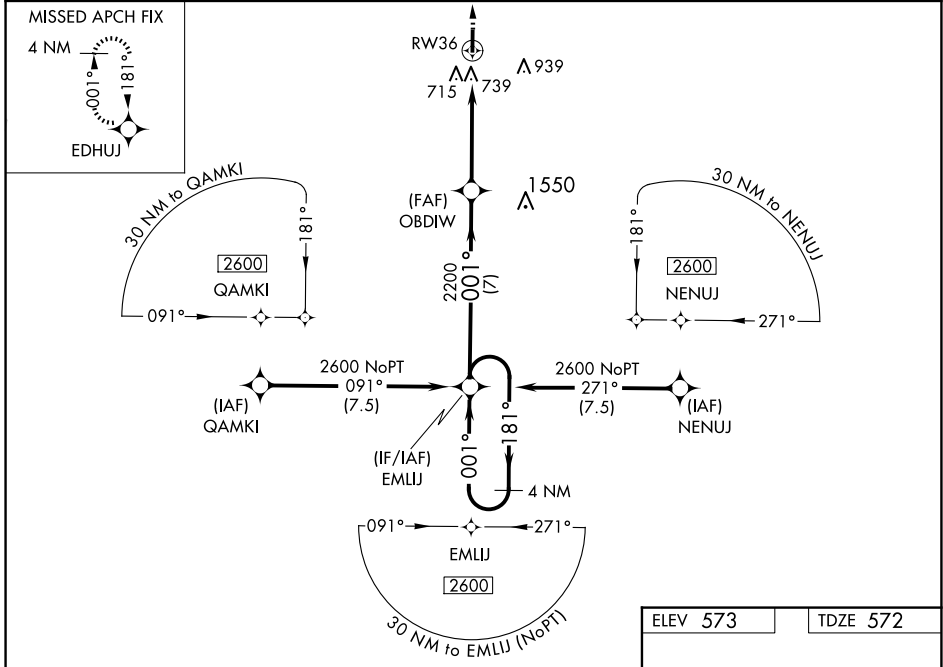 MISSED APCH FIX
4 NM
001°
181°
EDHUJ
RW36
715
739
939
(FAF)
OBDIW
1550
30 NM to QAMKI
181°
2600
QAMKI
091°
30 NM to NENUJ
181°
2600
NENUJ
271°
2200
001°
(7)
2600 NoPT
091°
(7.5)
(IAF)
QAMKI
2600 NoPT
271°
(7.5)
(IAF)
NENUJ
(IF/IAF)
EMLIJ
001°
181°
4 NM
091°
271°
EMLIJ
2600
30 NM to EMLIJ (NoPT)
ELEV 573
TDZE 572